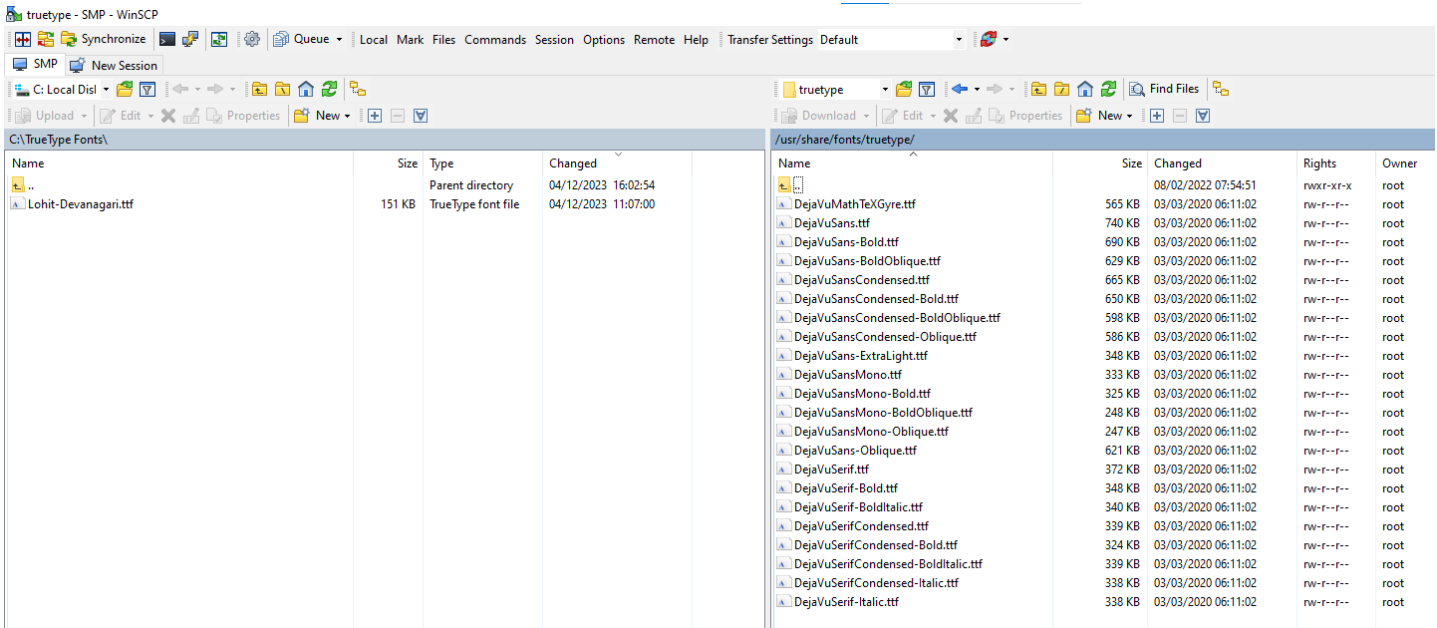 truetype - SMP - WinSCP
Synchronize Queue Local Mark Files Commands Session Options Remote Help Transfer Settings Default
SMP New Session
C: Local Disl truetype Find Files
Upload Edit Properties New Download Edit Properties New
C:\TrueType Fonts\ /usr/share/fonts/truetype/
Name Size Type Changed Name Size Changed Rights Owner
.. Parent directory 04/12/2023 16:02:54 .. 08/02/2022 07:54:51 rwxr-xr-x root
Lohit-Devanagari.ttf 151 KB TrueType font file 04/12/2023 11:07:00 DejaVuMathTeXGyre.ttf 565 KB 03/03/2020 06:11:02 rw-r--r-- root
DejaVuSans.ttf 740 KB 03/03/2020 06:11:02 rw-r--r-- root
DejaVuSans-Bold.ttf 690 KB 03/03/2020 06:11:02 rw-r--r-- root
DejaVuSans-BoldOblique.ttf 629 KB 03/03/2020 06:11:02 rw-r--r-- root
DejaVuSansCondensed.ttf 665 KB 03/03/2020 06:11:02 rw-r--r-- root
DejaVuSansCondensed-Bold.ttf 650 KB 03/03/2020 06:11:02 rw-r--r-- root
DejaVuSansCondensed-BoldOblique.ttf 598 KB 03/03/2020 06:11:02 rw-r--r-- root
DejaVuSansCondensed-Oblique.ttf 586 KB 03/03/2020 06:11:02 rw-r--r-- root
DejaVuSans-ExtraLight.ttf 348 KB 03/03/2020 06:11:02 rw-r--r-- root
DejaVuSansMono.ttf 333 KB 03/03/2020 06:11:02 rw-r--r-- root
DejaVuSansMono-Bold.ttf 325 KB 03/03/2020 06:11:02 rw-r--r-- root
DejaVuSansMono-BoldOblique.ttf 248 KB 03/03/2020 06:11:02 rw-r--r-- root
DejaVuSansMono-Oblique.ttf 247 KB 03/03/2020 06:11:02 rw-r--r-- root
DejaVuSans-Oblique.ttf 621 KB 03/03/2020 06:11:02 rw-r--r-- root
DejaVuSerif.ttf 372 KB 03/03/2020 06:11:02 rw-r--r-- root
DejaVuSerif-Bold.ttf 348 KB 03/03/2020 06:11:02 rw-r--r-- root
DejaVuSerif-BoldItalic.ttf 340 KB 03/03/2020 06:11:02 rw-r--r-- root
DejaVuSerifCondensed.ttf 339 KB 03/03/2020 06:11:02 rw-r--r-- root
DejaVuSerifCondensed-Bold.ttf 324 KB 03/03/2020 06:11:02 rw-r--r-- root
DejaVuSerifCondensed-BoldItalic.ttf 339 KB 03/03/2020 06:11:02 rw-r--r-- root
DejaVuSerifCondensed-Italic.ttf 338 KB 03/03/2020 06:11:02 rw-r--r-- root
DejaVuSerif-Italic.ttf 338 KB 03/03/2020 06:11:02 rw-r--r-- root